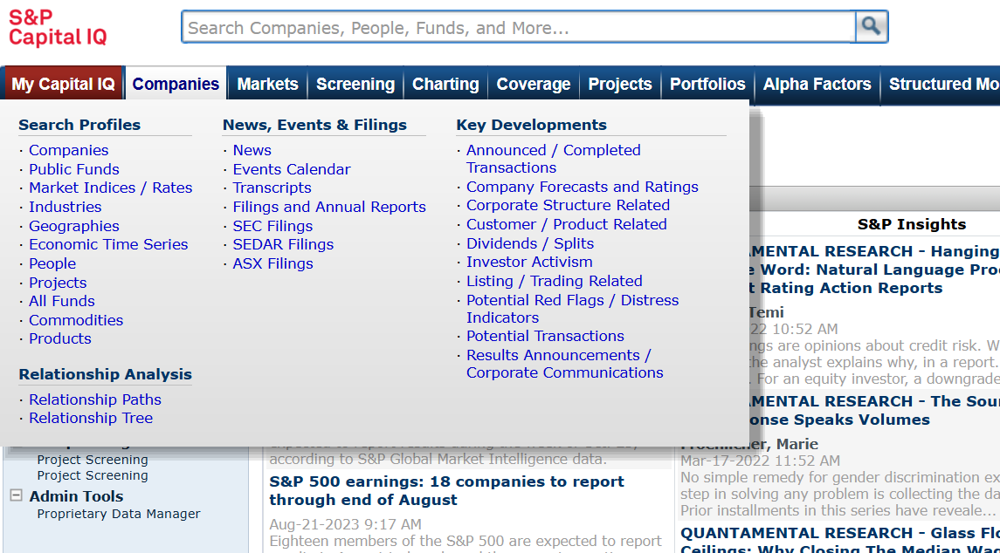 S&P
Capital IQ
Search Companies, People, Funds, and More...
My Capital IQ Companies Markets Screening Charting Coverage Projects Portfolios Alpha Factors Structured Mo
Search Profiles
· Companies
· Public Funds
· Market Indices / Rates
· Industries
· Geographies
· Economic Time Series
· People
· Projects
· All Funds
· Commodities
· Products
Relationship Analysis
· Relationship Paths
· Relationship Tree
News, Events & Filings
· News
· Events Calendar
· Transcripts
· Filings and Annual Reports
· SEC Filings
· SEDAR Filings
· ASX Filings
Key Developments
· Announced / Completed
Transactions
· Company Forecasts and Ratings
· Corporate Structure Related
· Customer / Product Related
· Dividends / Splits
· Investor Activism
· Listing / Trading Related
· Potential Red Flags / Distress
Indicators
· Potential Transactions
· Results Announcements /
Corporate Communications
Project Screening
Project Screening
Admin Tools
Proprietary Data Manager
according to S&P Global Market Intelligence data.
S&P 500 earnings: 18 companies to report
through end of August
Aug-21-2023 9:17 AM
Eighteen members of the S&P 500 are expected to report
S&P Insights
MENTAL RESEARCH - Hanging
Word: Natural Language Pro
Rating Action Reports
Temi
22 10:52 AM
ngs are opinions about credit risk. W
the analyst explains why, in a report.
. For an equity investor, a downgrade
MENTAL RESEARCH - The Sou
onse Speaks Volumes
Marie
Mar-17-2022 11:52 AM
No simple remedy for gender discrimination ex
step in solving any problem is collecting the da
Prior installments in this series have reveale...
QUANTAMENTAL RESEARCH - Glass Flo
Ceilings: Why Closing The Median Wag